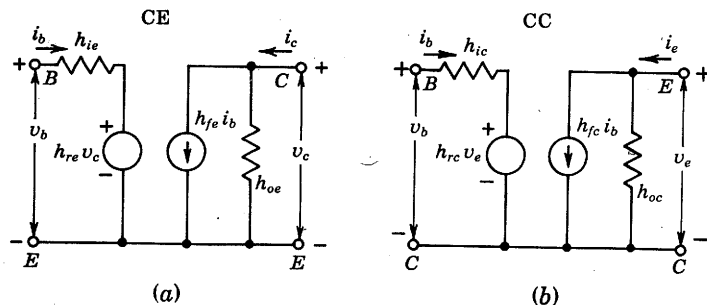 CE
i_b
h_ie
i_c
+
B
C
+
v_b
+
h_re v_c
−
h_fe i_b
h_oe
v_c
−
E
E
−
(a)
CC
i_b
h_ic
i_e
+
B
E
+
v_b
+
h_rc v_e
−
h_fc i_b
h_oc
v_e
−
C
C
−
(b)